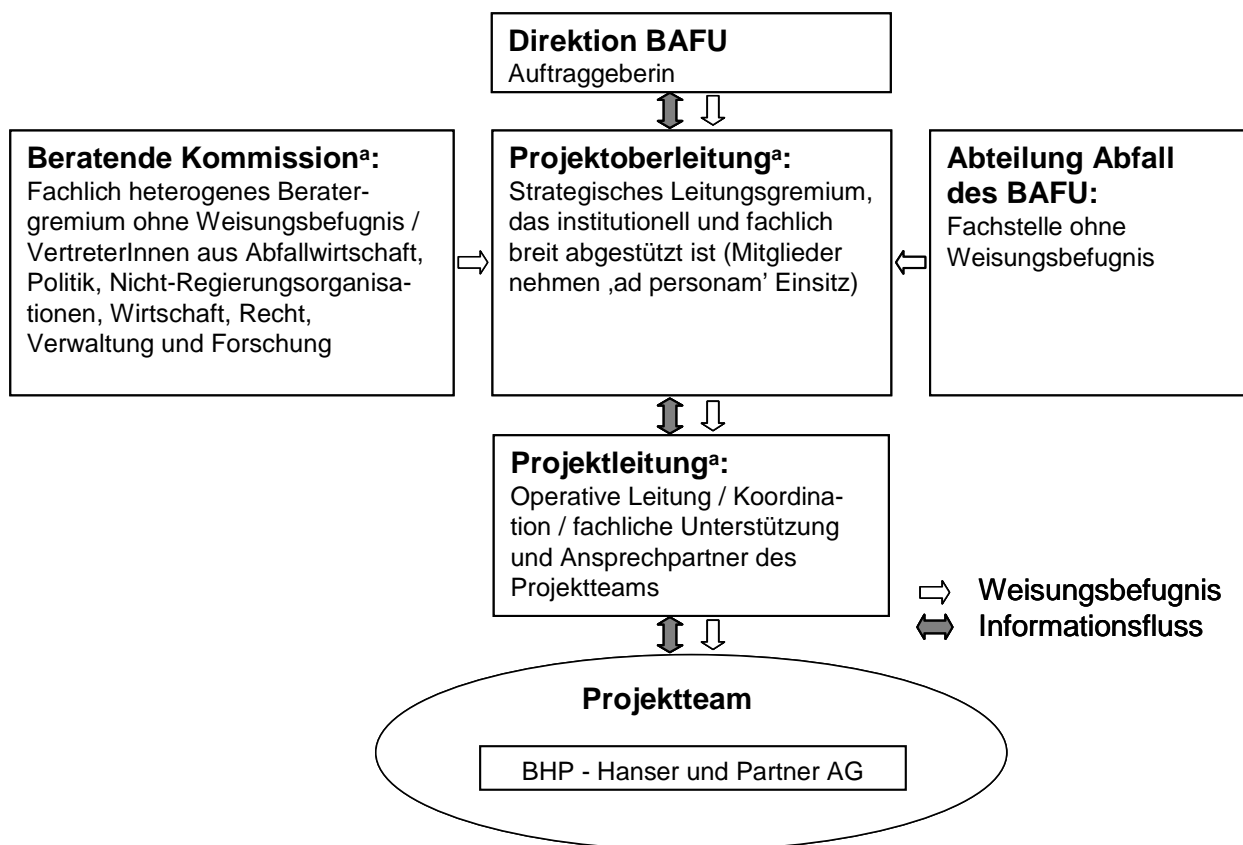 Direktion BAFU
Auftraggeberin
Beratende Kommissionᵃ:
Fachlich heterogenes Berater-
gremium ohne Weisungsbefugnis /
VertreterInnen aus Abfallwirtschaft,
Politik, Nicht-Regierungsorganisa-
tionen, Wirtschaft, Recht,
Verwaltung und Forschung
Projektoberleitungᵃ:
Strategisches Leitungsgremium,
das institutionell und fachlich
breit abgestützt ist (Mitglieder
nehmen ‚ad personam’ Einsitz)
Abteilung Abfall
des BAFU:
Fachstelle ohne
Weisungsbefugnis
Projektleitungᵃ:
Operative Leitung / Koordina-
tion / fachliche Unterstützung
und Ansprechpartner des
Projektteams
Weisungsbefugnis
Informationsfluss
Projektteam
BHP - Hanser und Partner AG